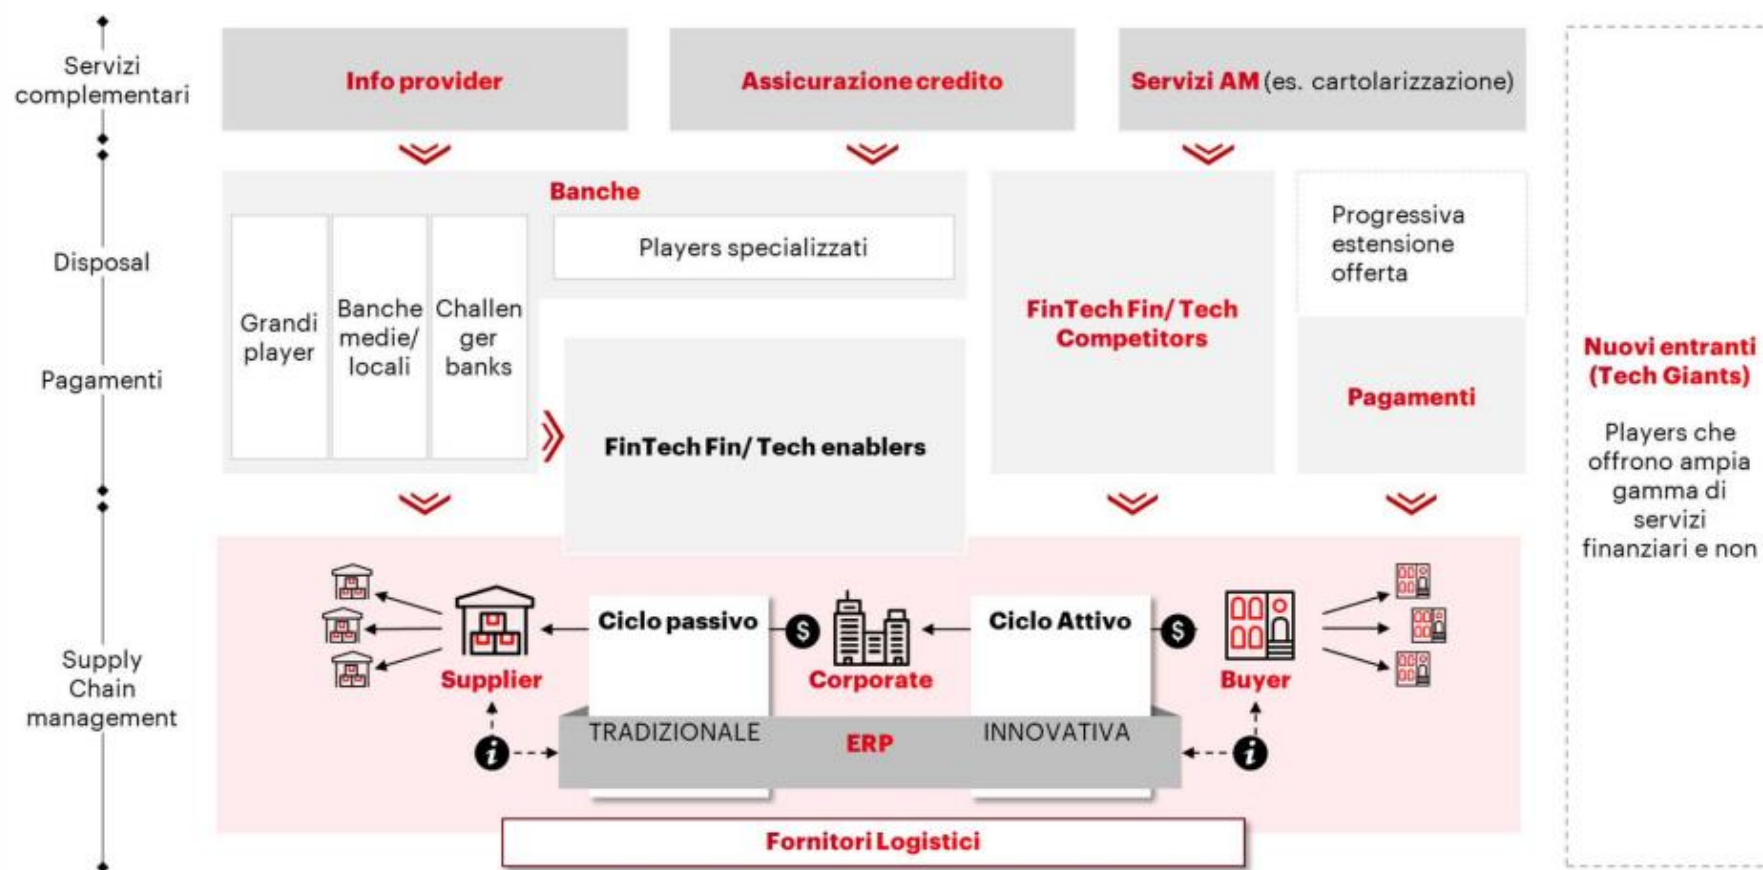 Servizi
complementari
Info provider
Assicurazione credito
Servizi AM (es. cartolarizzazione)
Disposal
Pagamenti
Banche
Grandi
player
Banche
medie/
locali
Challen
ger
banks
Players specializzati
FinTech Fin/ Tech enablers
FinTech Fin/ Tech
Competitors
Progressiva
estensione
offerta
Pagamenti
Nuovi entranti
(Tech Giants)
Players che
offrono ampia
gamma di
servizi
finanziari e non
Supply
Chain
management
Supplier
Ciclo passivo
$
Corporate
Ciclo Attivo
$
Buyer
i
TRADIZIONALE
ERP
INNOVATIVA
i
Fornitori Logistici